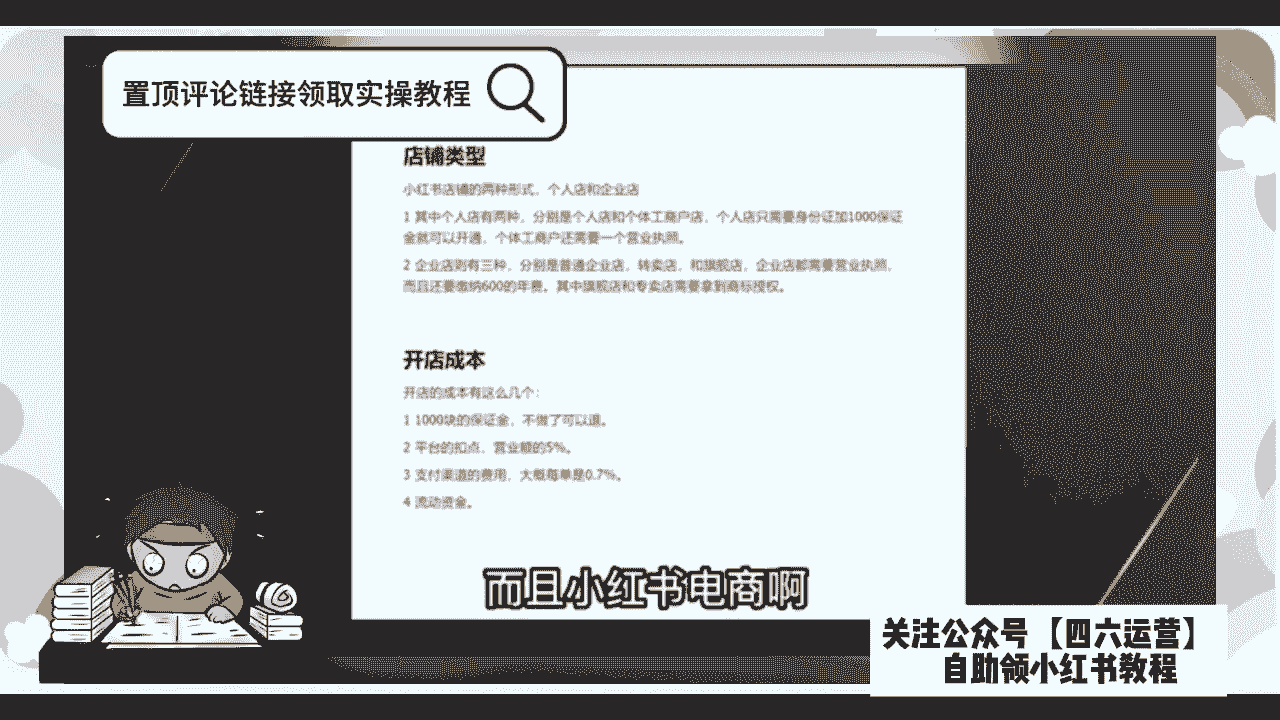 置顶评论链接领取实操教程
店铺类型
小红书店铺的两种形式，个人店和企业店
1 其中个人店有两种，分别是个人店和个体工商户店，个人店只需要身份证加1000保证
金就可以开通，个体工商户还需要一个营业执照。
2 企业店则有三种，分别是普通企业店，转卖店，和旗舰店，企业店都需要营业执照，
而且还要缴纳600的年费。其中旗舰店和专卖店需要拿到商标授权。
开店成本
开店的成本有这么几个：
1 1000块的保证金，不做了可以退。
2 平台的扣点，营业额的5%。
3 支付渠道的费用，大概每单是0.7%。
4 流动资金。
而且小红书电商啊
关注公众号【四六运营】
自助领小红书教程